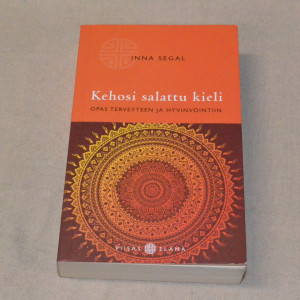 INNA SEGAL
Kehosi salattu kieli
OPAS TERVEYTEEN JA HYVINVOINTIIN
VIISAS ELÄMÄ